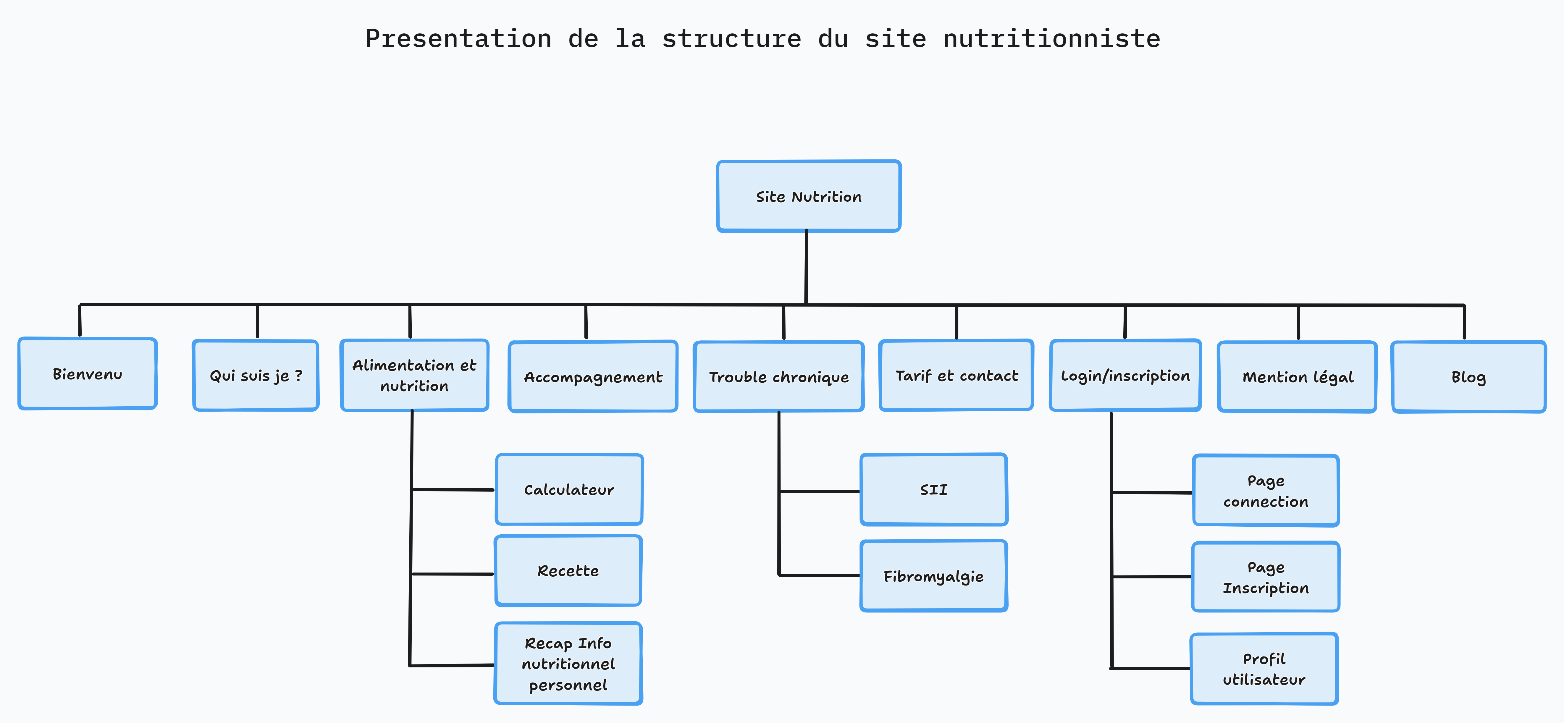 Presentation de la structure du site nutritionniste
Site Nutrition
Bienvenu
Qui suis je ?
Alimentation et
nutrition
Accompagnement
Trouble chronique
Tarif et contact
Login/inscription
Mention légal
Blog
Calculateur
Recette
Recap Info
nutritionnel
personnel
SII
Fibromyalgie
Page
connection
Page
Inscription
Profil
utilisateur